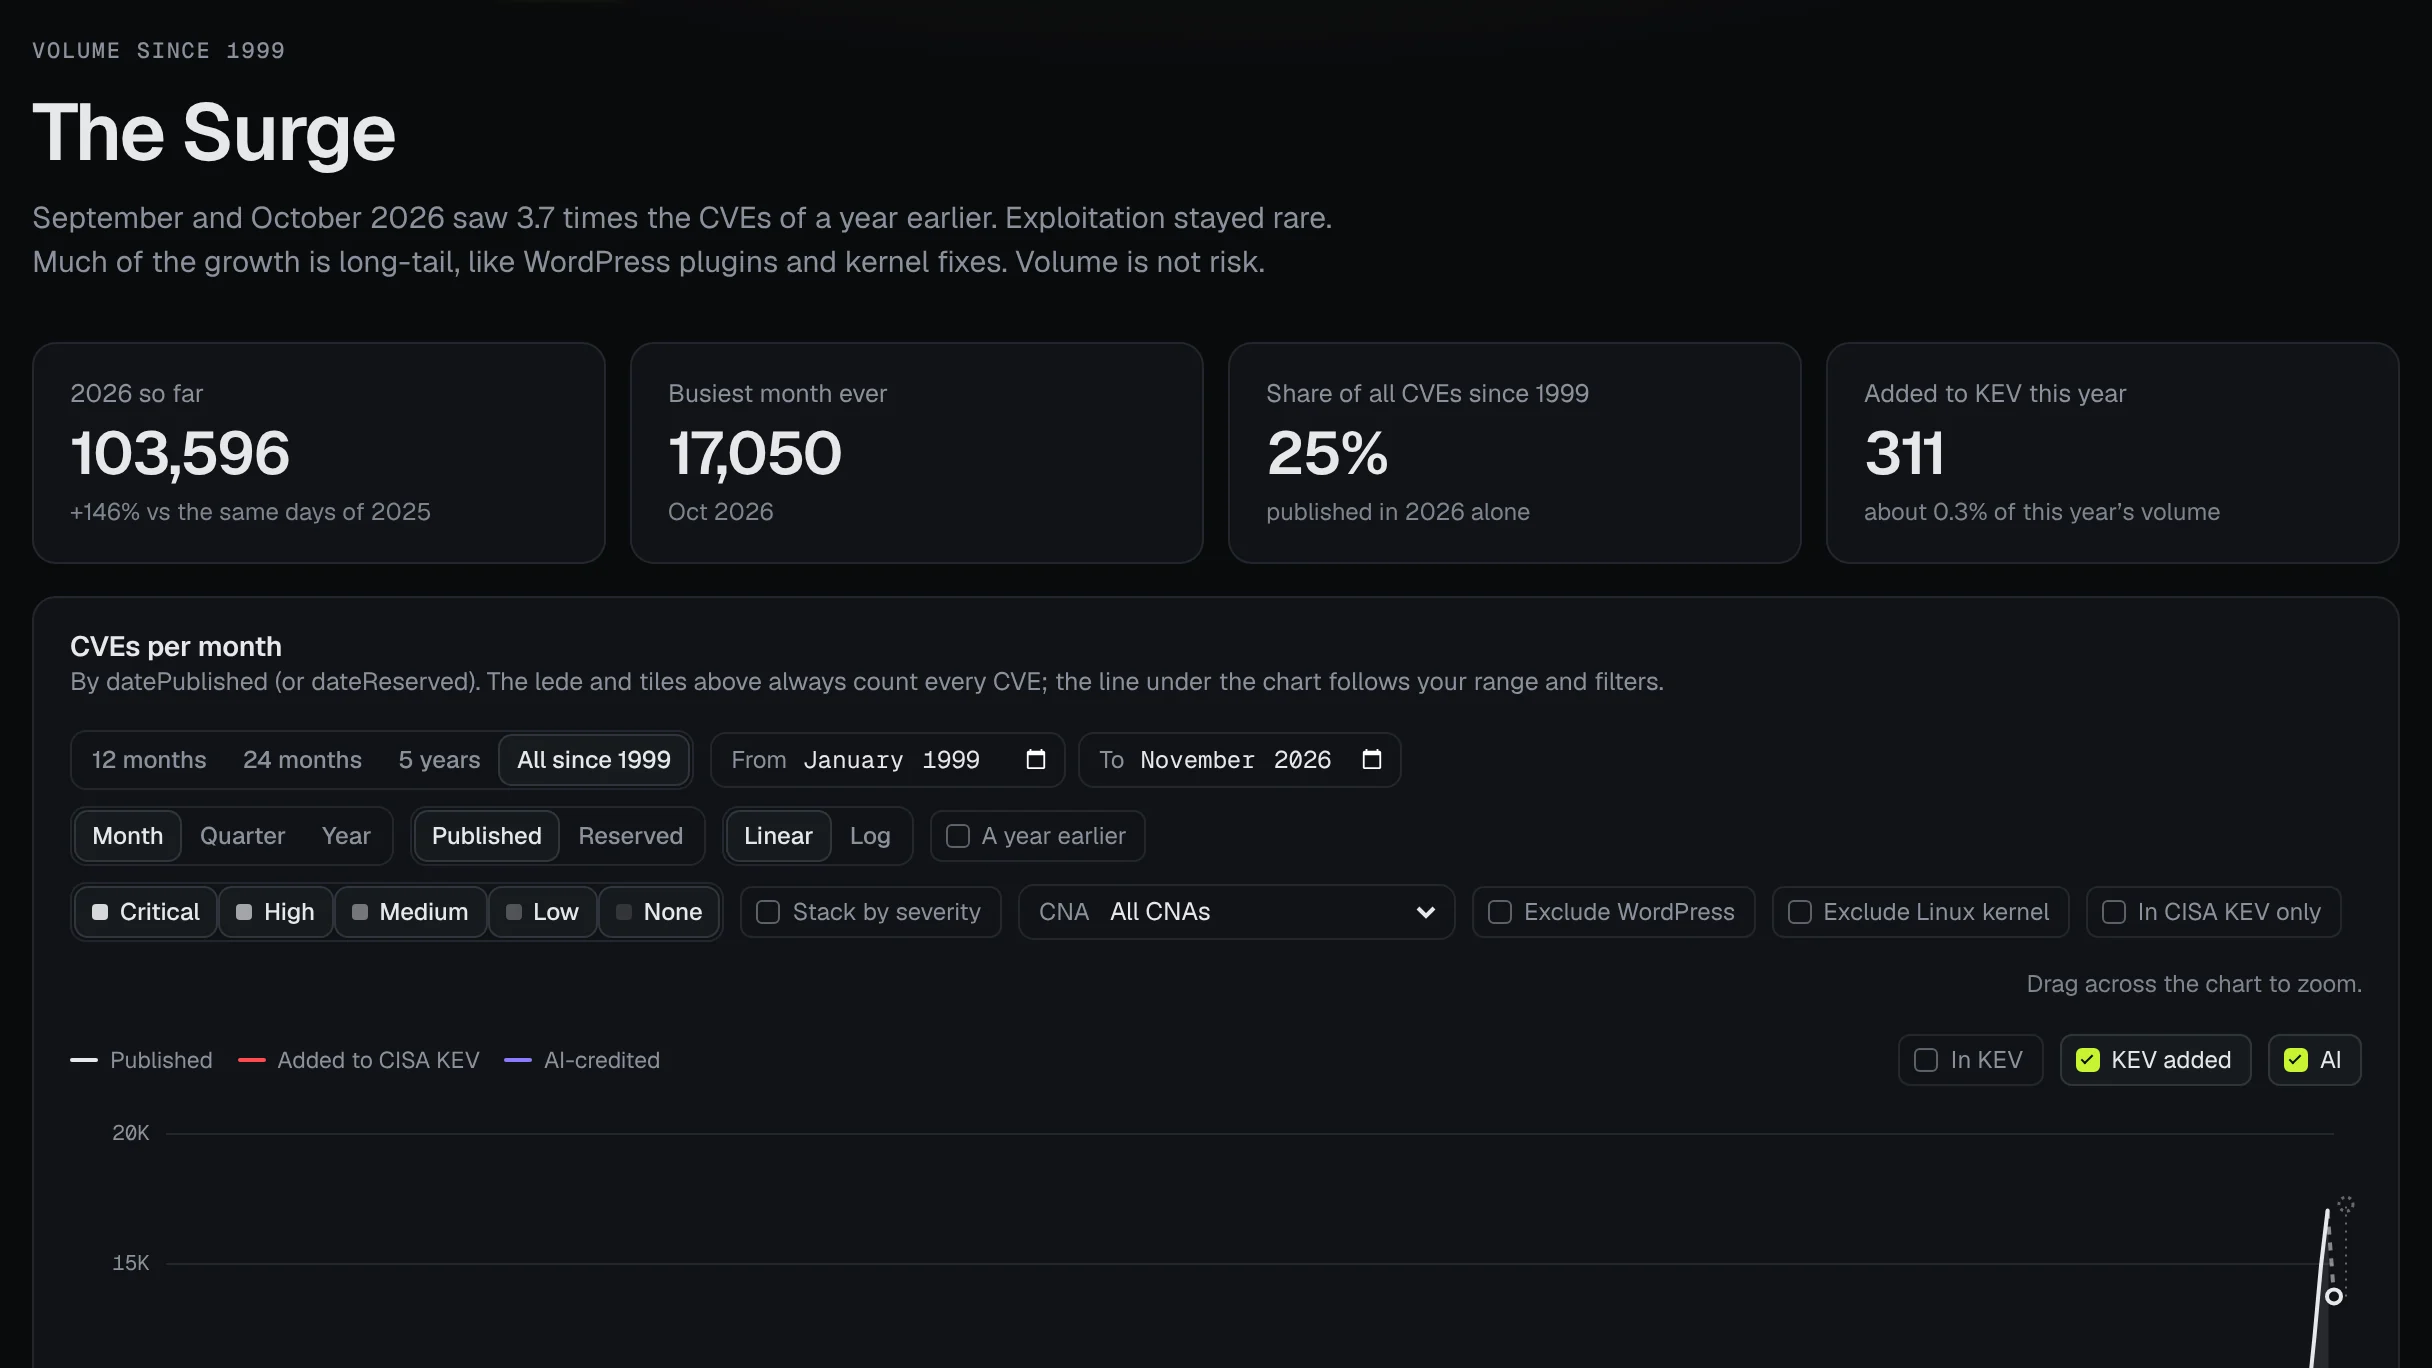 VOLUME SINCE 1999
The Surge
September and October 2026 saw 3.7 times the CVEs of a year earlier. Exploitation stayed rare.
Much of the growth is long-tail, like WordPress plugins and kernel fixes. Volume is not risk.
2026 so far
103,596
+146% vs the same days of 2025
Busiest month ever
17,050
Oct 2026
Share of all CVEs since 1999
25%
published in 2026 alone
Added to KEV this year
311
about 0.3% of this year’s volume
CVEs per month
By datePublished (or dateReserved). The lede and tiles above always count every CVE; the line under the chart follows your range and filters.
12 months 24 months 5 years All since 1999 From January 1999 To November 2026
Month Quarter Year Published Reserved Linear Log A year earlier
Critical High Medium Low None Stack by severity CNA All CNAs Exclude WordPress Exclude Linux kernel In CISA KEV only
Drag across the chart to zoom.
Published Added to CISA KEV AI-credited In KEV KEV added AI
20K
15K